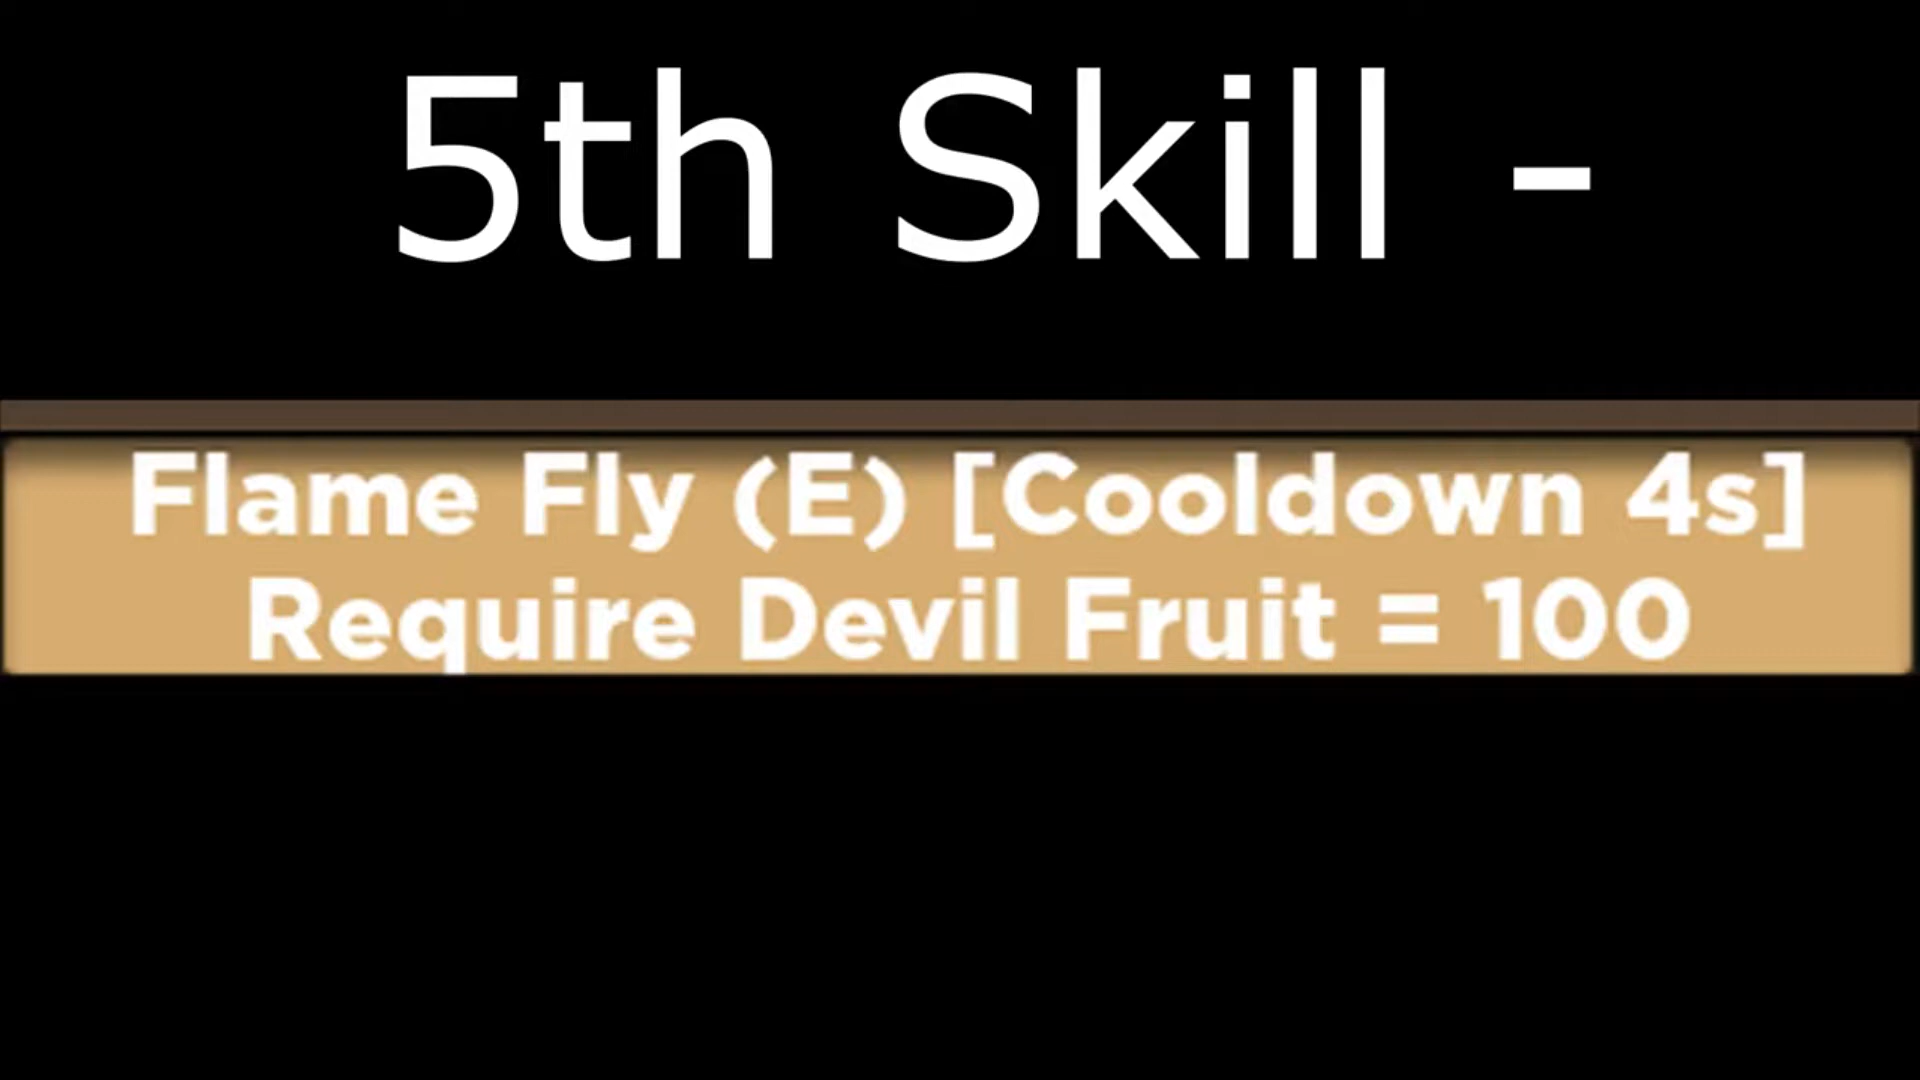 5th Skill -
Flame Fly (E) [Cooldown 4s]
Require Devil Fruit = 100